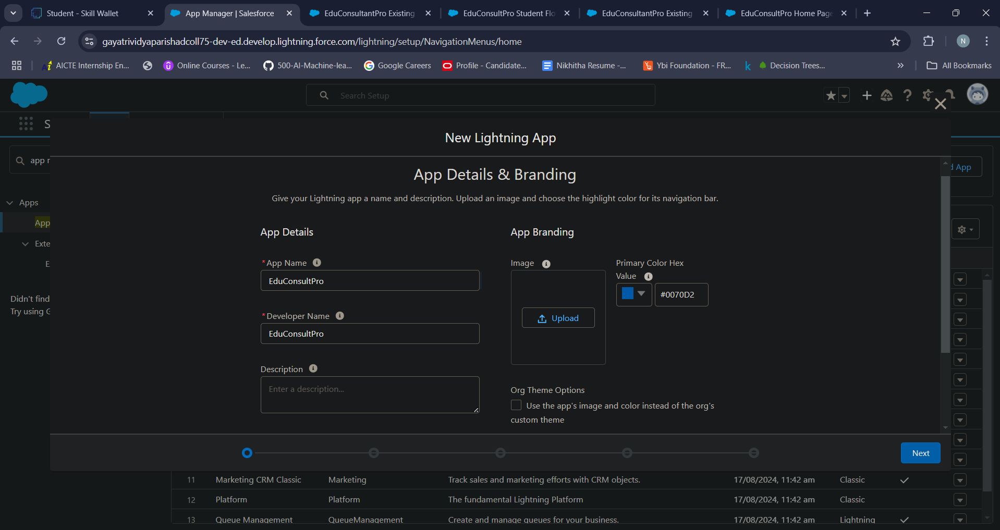 Student - Skill Wallet
App Manager | Salesforce
EduConsultantPro Existing
EduConsultPro Student Flo
EduConsultantPro Existing
EduConsultPro Home Page
gayatrividyaparishadcoll75-dev-ed.develop.lightning.force.com/lightning/setup/NavigationMenus/home
N
AICTE Internship En...
Online Courses - Le...
500-AI-Machine-lea...
Google Careers
Profile - Candidate...
Nikhitha Resume -...
Ybi Foundation - FR...
k
Decision Trees...
All Bookmarks
Search Setup
S
New Lightning App
app
d App
App Details & Branding
Give your Lightning app a name and description. Upload an image and choose the highlight color for its navigation bar.
Apps
App
Exte
E
Didn't find
Try using G
App Details
App Branding
*App Name
EduConsultPro
Image
Primary Color Hex
Value
#0070D2
*Developer Name
EduConsultPro
Upload
Description
Enter a description...
Org Theme Options
Use the app's image and color instead of the org's
custom theme
Next
11 Marketing CRM Classic Marketing Track sales and marketing efforts with CRM objects. 17/08/2024, 11:42 am Classic
12 Platform Platform The fundamental Lightning Platform 17/08/2024, 11:42 am Classic
13 Queue Management QueueManagement Create and manage queues for your business. 17/08/2024, 11:42 am Lightning